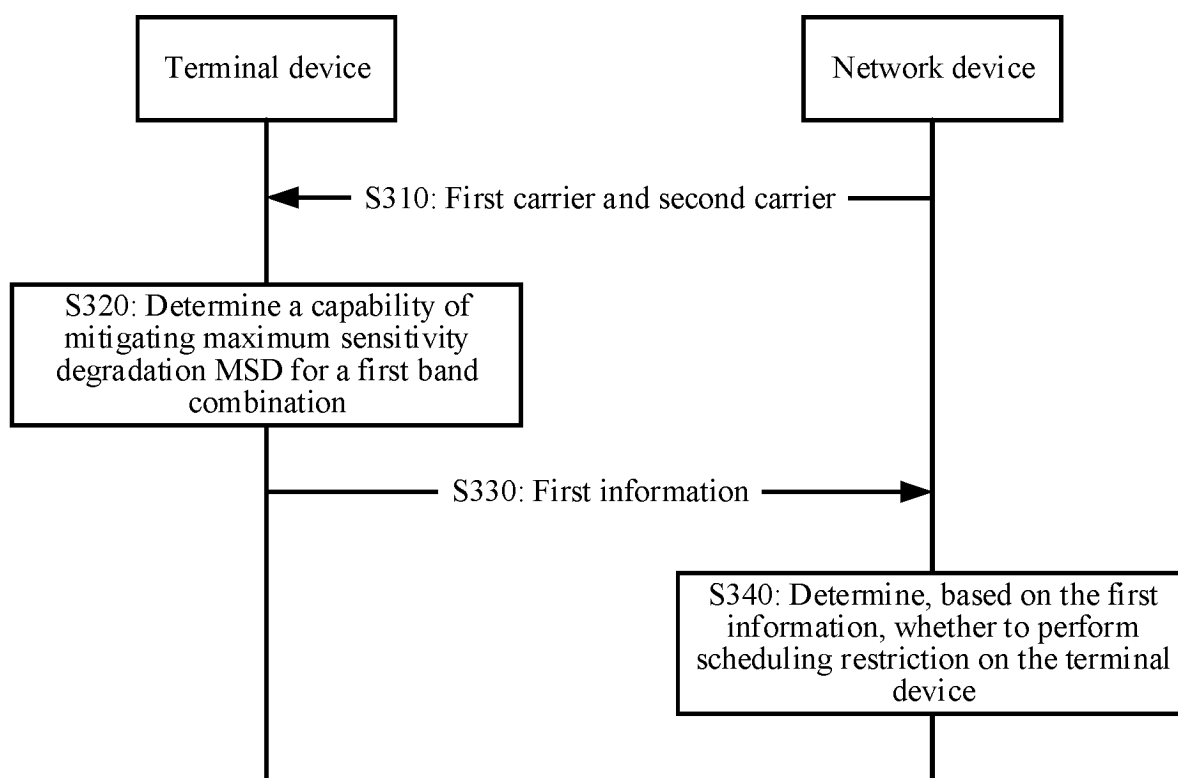 Terminal device
Network device
S310: First carrier and second carrier
S320: Determine a capability of
mitigating maximum sensitivity
degradation MSD for a first band
combination
S330: First information
S340: Determine, based on the first
information, whether to perform
scheduling restriction on the terminal
device